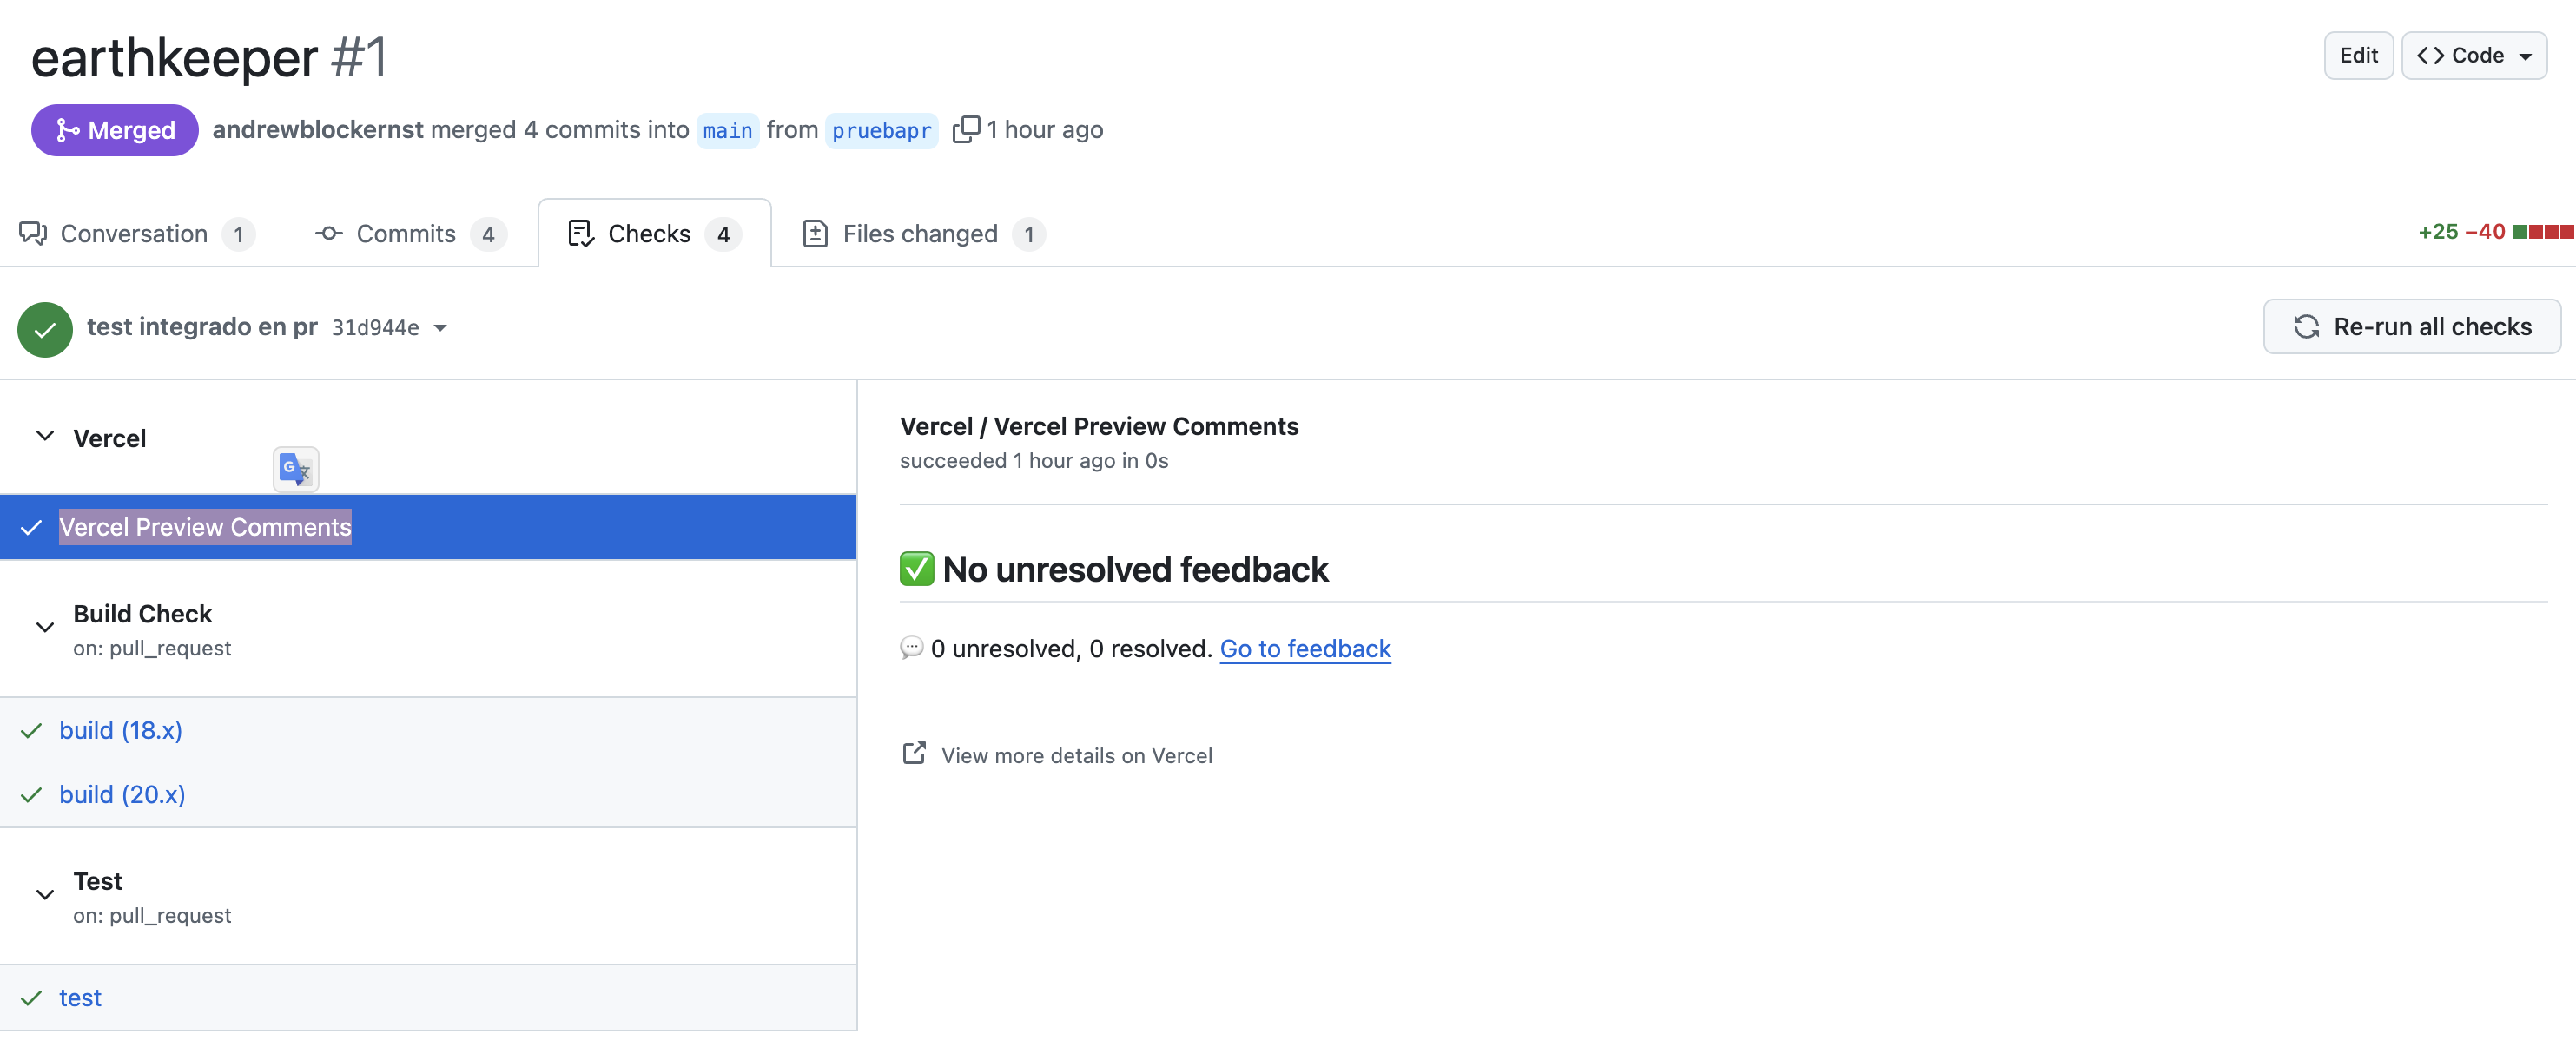 earthkeeper #1
Edit
Code
Merged
andrewblockernst merged 4 commits into main from pruebapr 1 hour ago
Conversation 1
Commits 4
Checks 4
Files changed 1
+25 −40
test integrado en pr 31d944e
Re-run all checks
Vercel
Vercel Preview Comments
Build Check
on: pull_request
build (18.x)
build (20.x)
Test
on: pull_request
test
Vercel / Vercel Preview Comments
succeeded 1 hour ago in 0s
✅ No unresolved feedback
💬 0 unresolved, 0 resolved. Go to feedback
View more details on Vercel